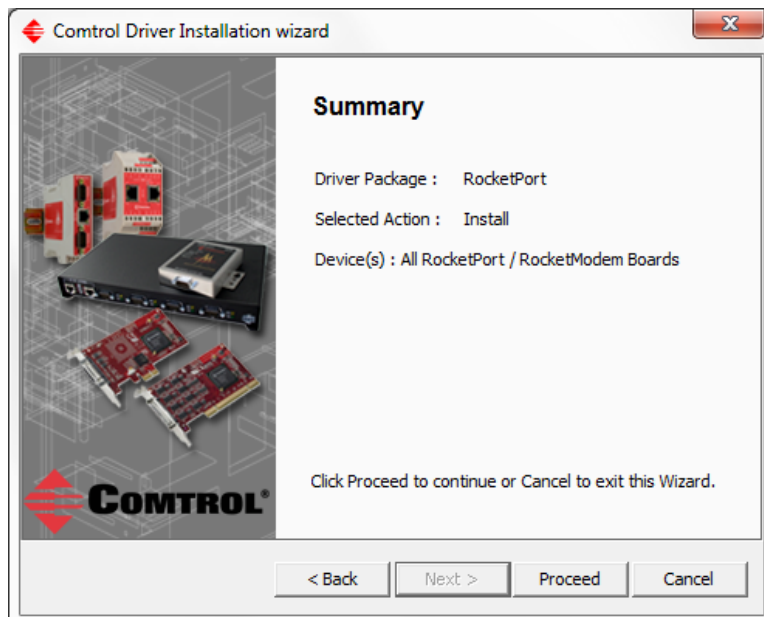 Comtrol Driver Installation wizard
Summary
Driver Package : RocketPort
Selected Action : Install
Device(s) : All RocketPort / RocketModem Boards
Click Proceed to continue or Cancel to exit this Wizard.
COMTROL®
< Back Next > Proceed Cancel